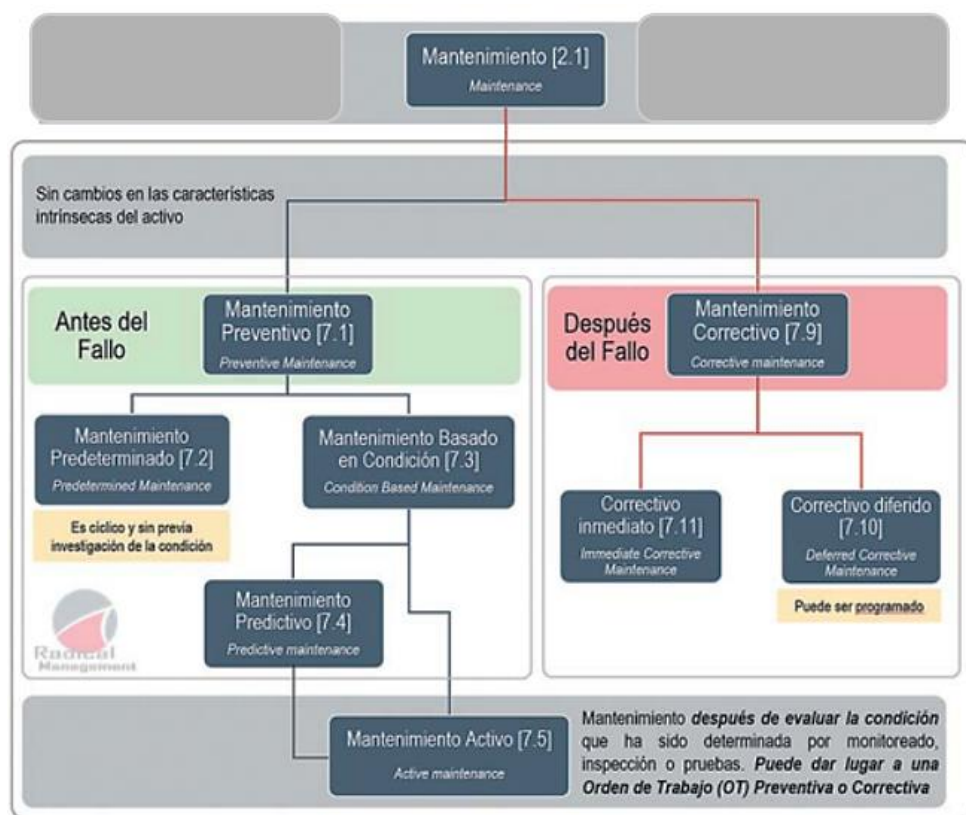 Mantenimiento [2.1]
Maintenance
Sin cambios en las características
intrínsecas del activo
Antes del
Fallo
Mantenimiento
Preventivo [7.1]
Preventive Maintenance
Después
del Fallo
Mantenimiento
Correctivo [7.9]
Corrective maintenance
Mantenimiento
Predeterminado [7.2]
Predetermined Maintenance
Es cíclico y sin previa
investigación de la condición
Mantenimiento Basado
en Condición [7.3]
Condition Based Maintenance
Correctivo
inmediato [7.11]
Immediate Corrective
Maintenance
Correctivo diferido
[7.10]
Deferred Corrective
Maintenance
Puede ser programado
Mantenimiento
Predictivo [7.4]
Predictive maintenance
Radical
Management
Mantenimiento Activo [7.5]
Active maintenance
Mantenimiento después de evaluar la condición
que ha sido determinada por monitoreado,
inspección o pruebas. Puede dar lugar a una
Orden de Trabajo (OT) Preventiva o Correctiva